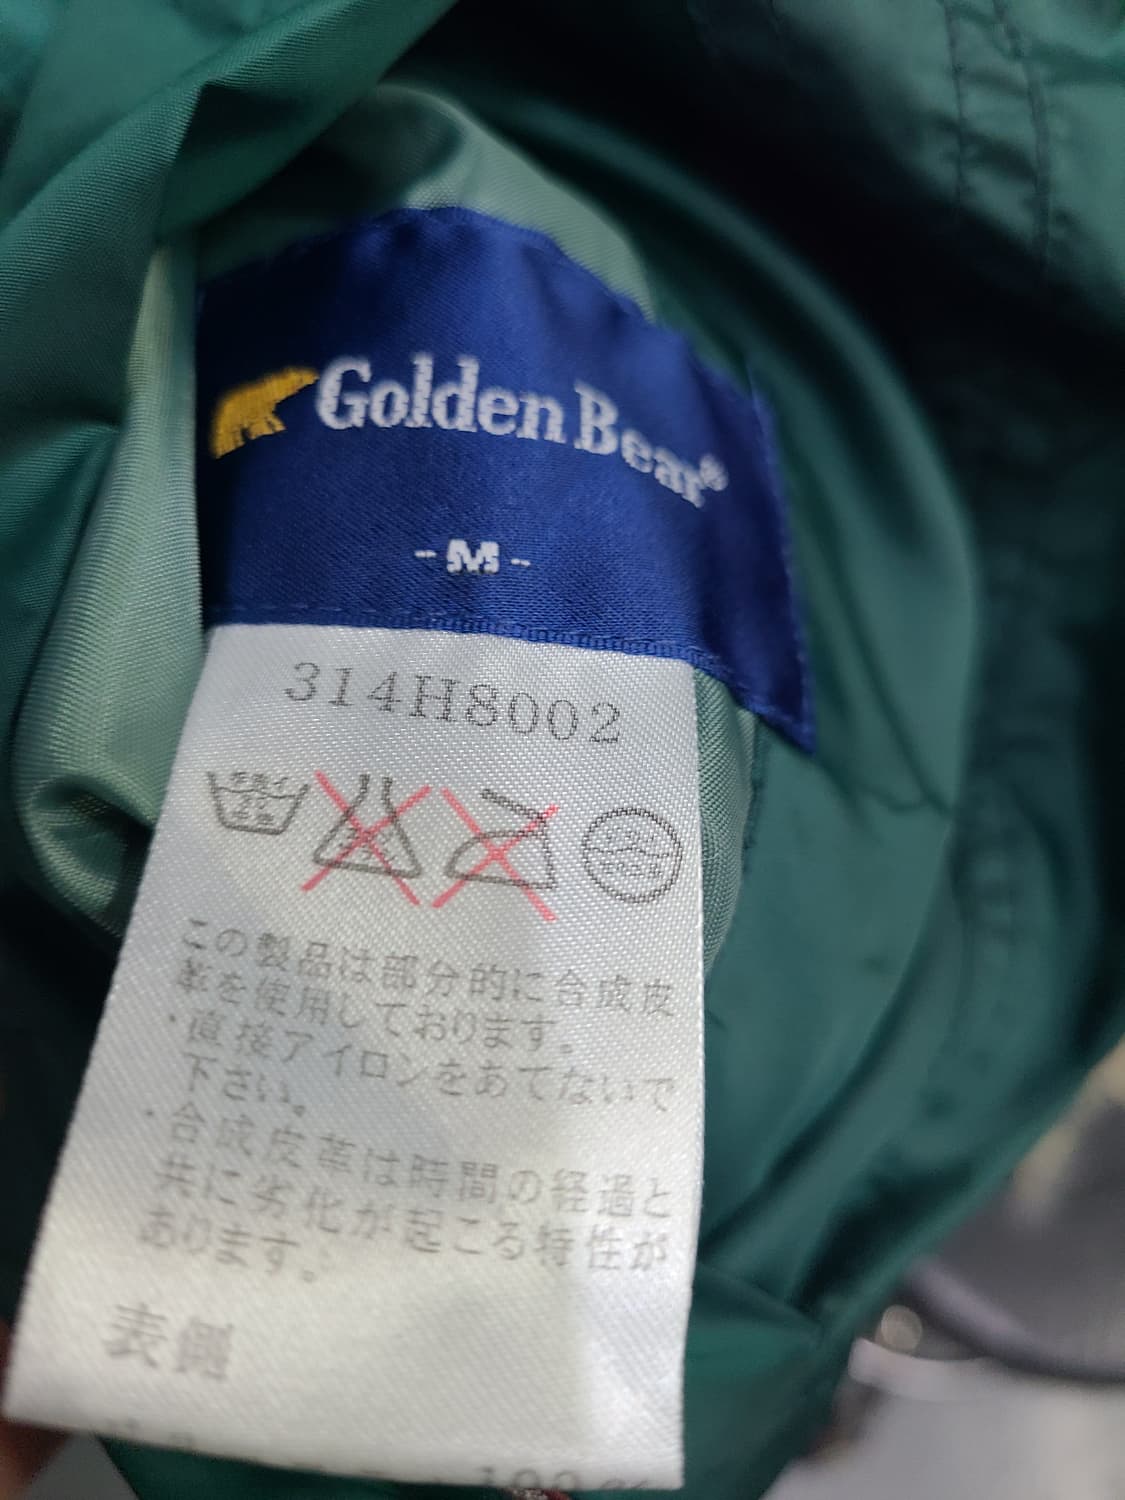 Golden Bear®
- M -
314H8002
この製品は部分的に合成皮
革を使用しております。
・直接アイロンをあてないで
下さい。
・合成皮革は時間の経過と
共に劣化が起こる特性が
あります。
表側